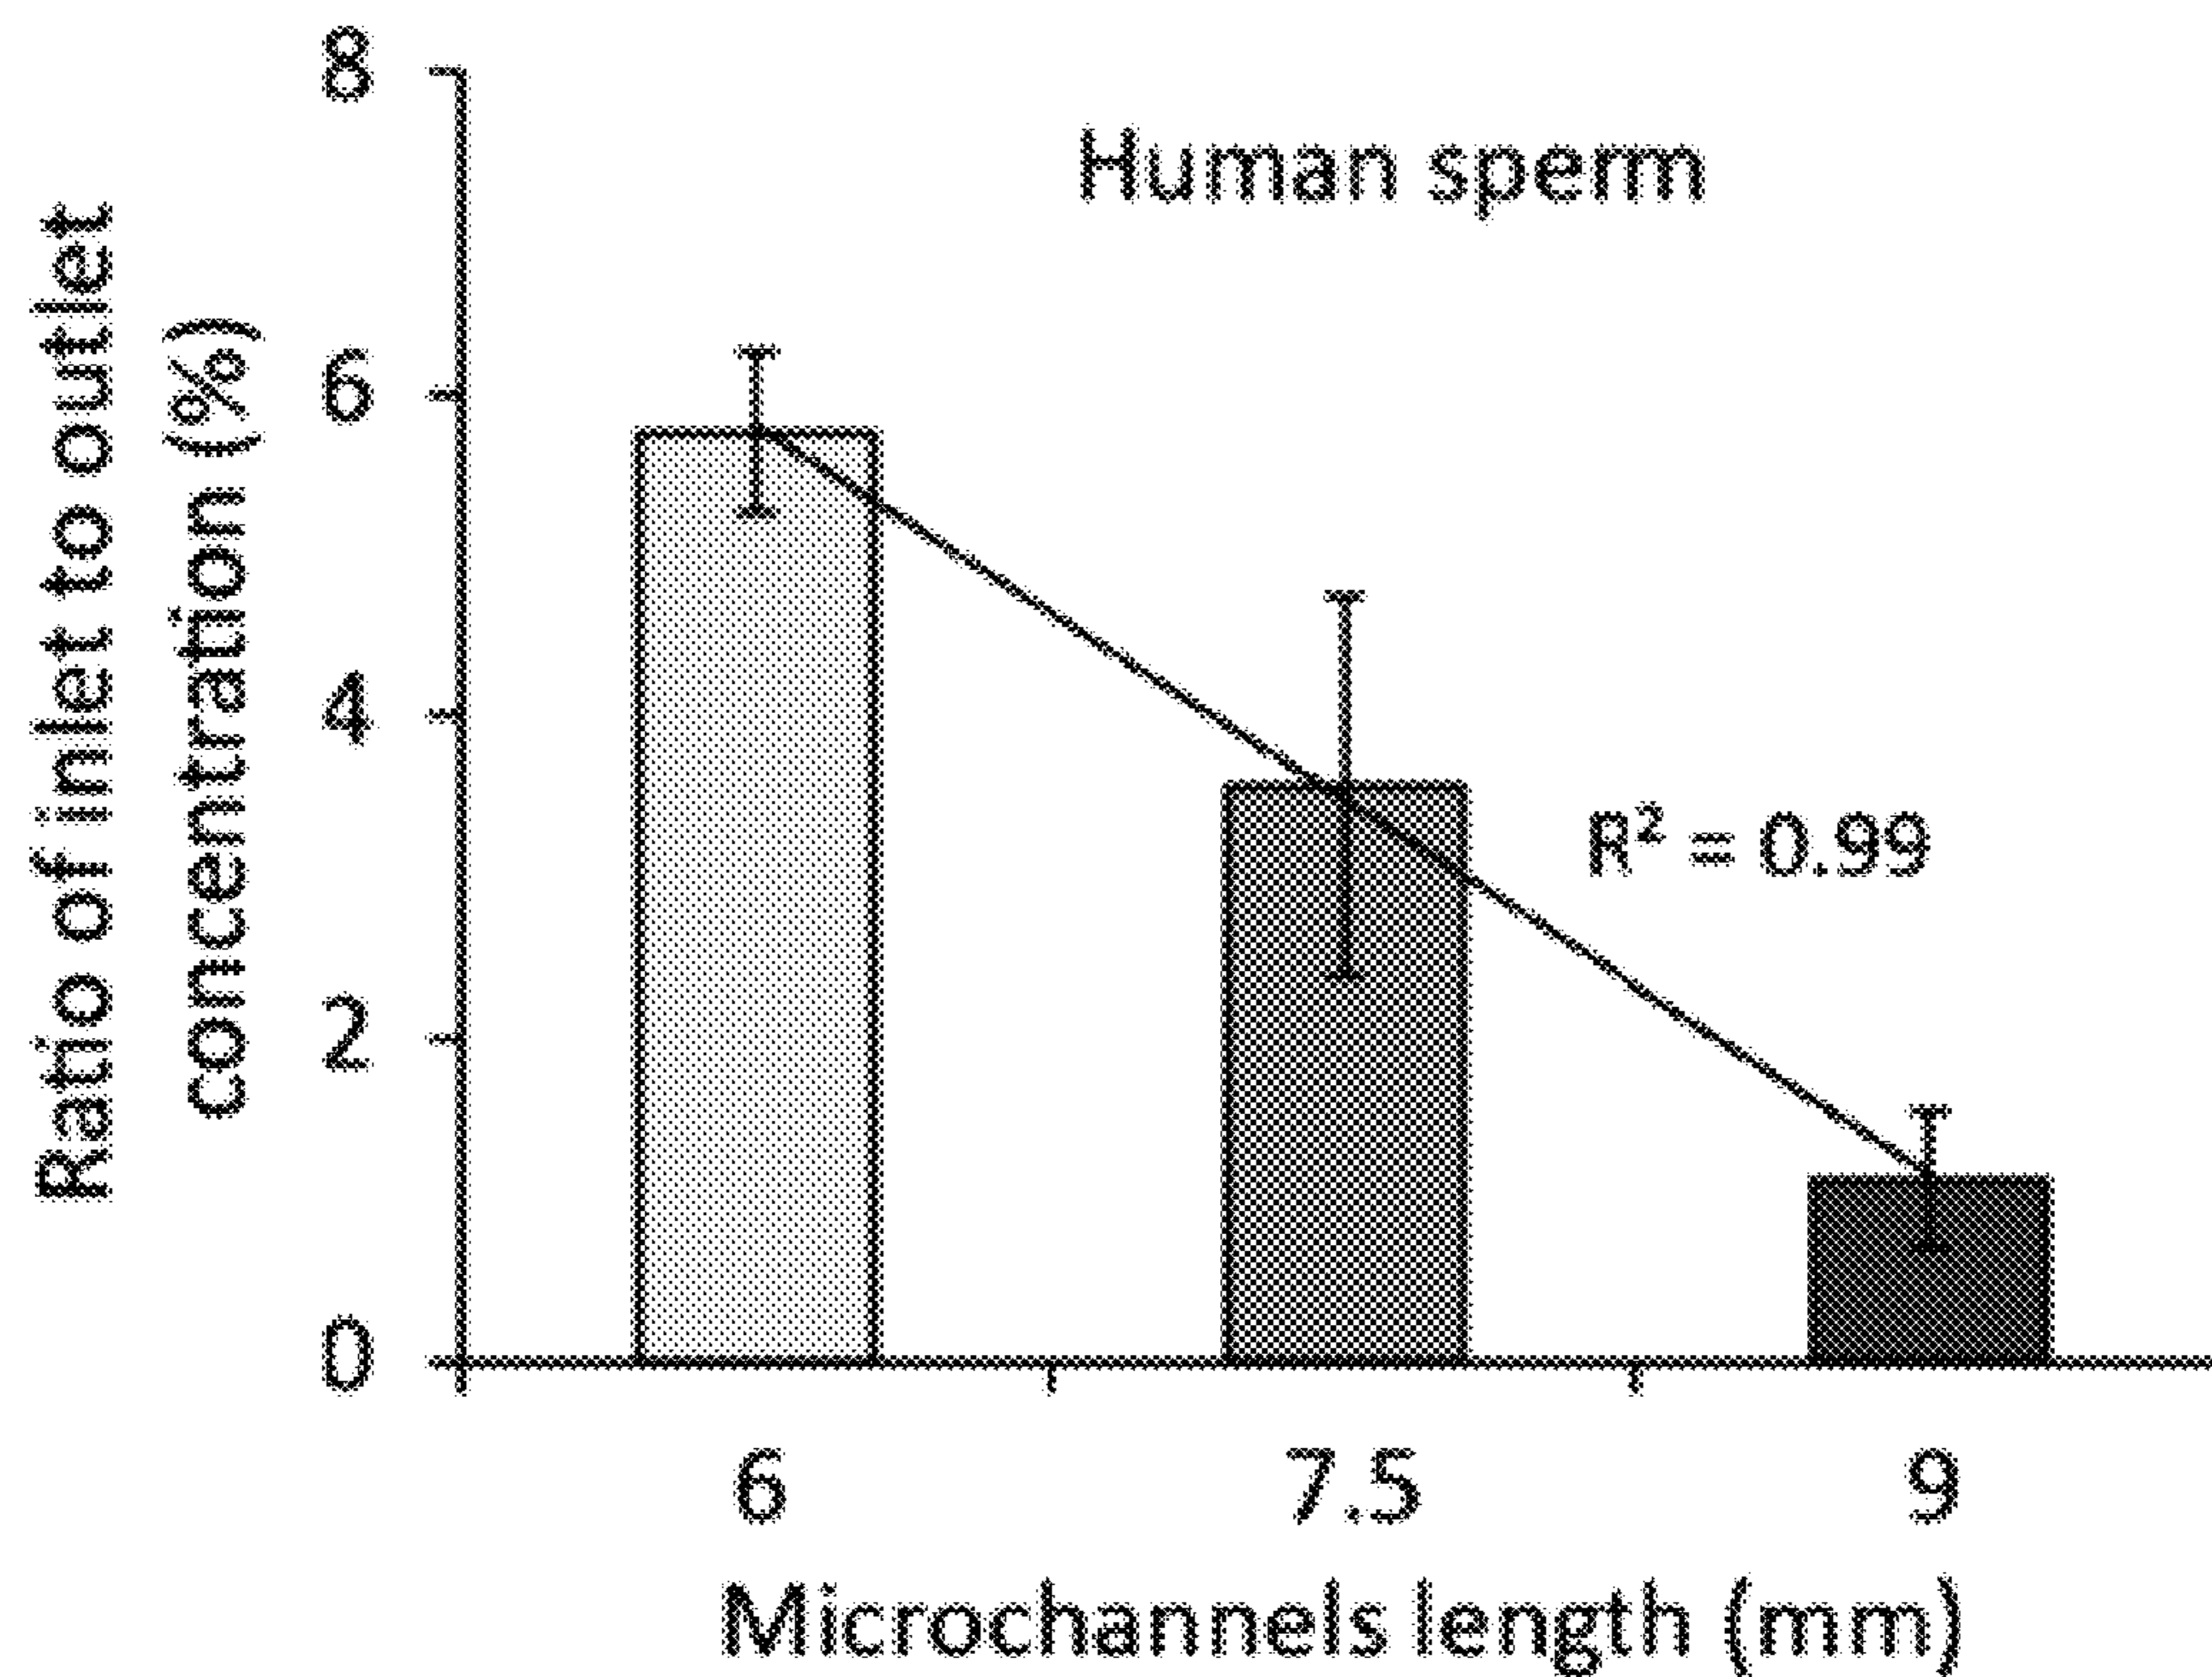 Ratio of inlet to outlet
concentration (%)
8
6
4
2
0
Human sperm
R² = 0.99
6 7.5 9
Microchannels length (mm)